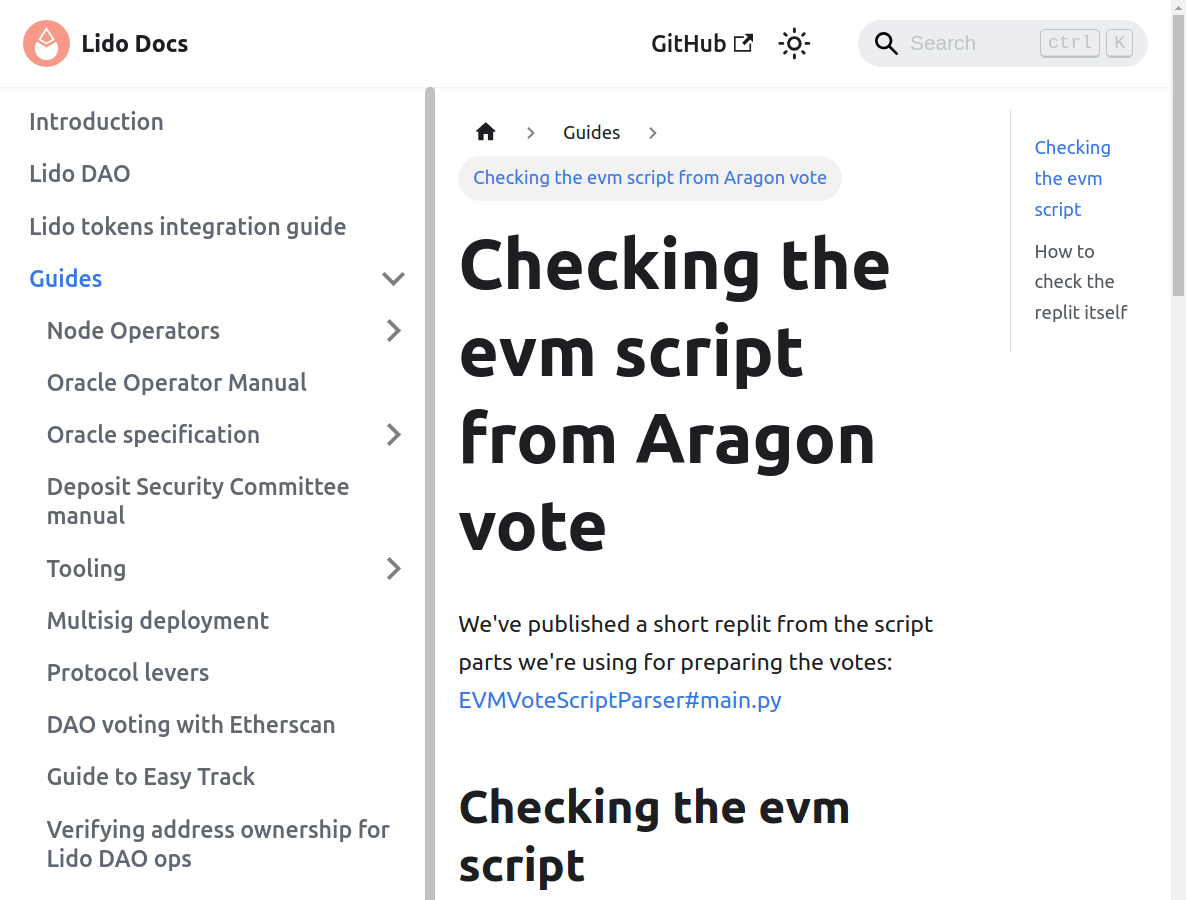 Lido Docs
GitHub
Search
ctrl
K
Introduction
Lido DAO
Lido tokens integration guide
Guides
Node Operators
Oracle Operator Manual
Oracle specification
Deposit Security Committee
manual
Tooling
Multisig deployment
Protocol levers
DAO voting with Etherscan
Guide to Easy Track
Verifying address ownership for
Lido DAO ops
Guides
Checking the evm script from Aragon vote
Checking the
evm script
from Aragon
vote
We've published a short replit from the script
parts we're using for preparing the votes:
EVMVoteScriptParser#main.py
Checking the evm
script
Checking
the evm
script
How to
check the
replit itself